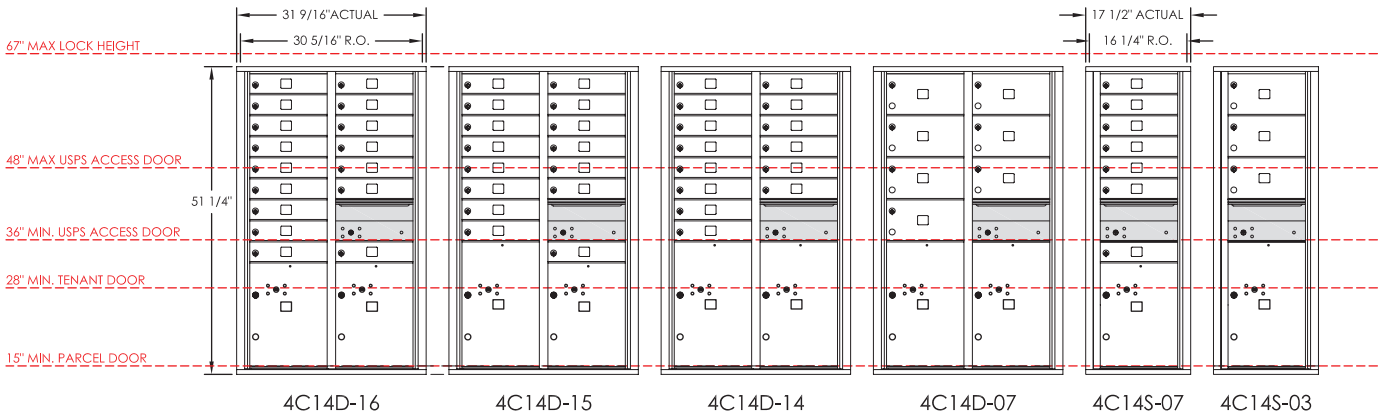 31 9/16"ACTUAL
17 1/2" ACTUAL
30 5/16" R.O.
16 1/4" R.O.
67" MAX LOCK HEIGHT
48" MAX USPS ACCESS DOOR
51 1/4"
36" MIN. USPS ACCESS DOOR
28" MIN. TENANT DOOR
15" MIN. PARCEL DOOR
4C14D-16
4C14D-15
4C14D-14
4C14D-07
4C14S-07
4C14S-03